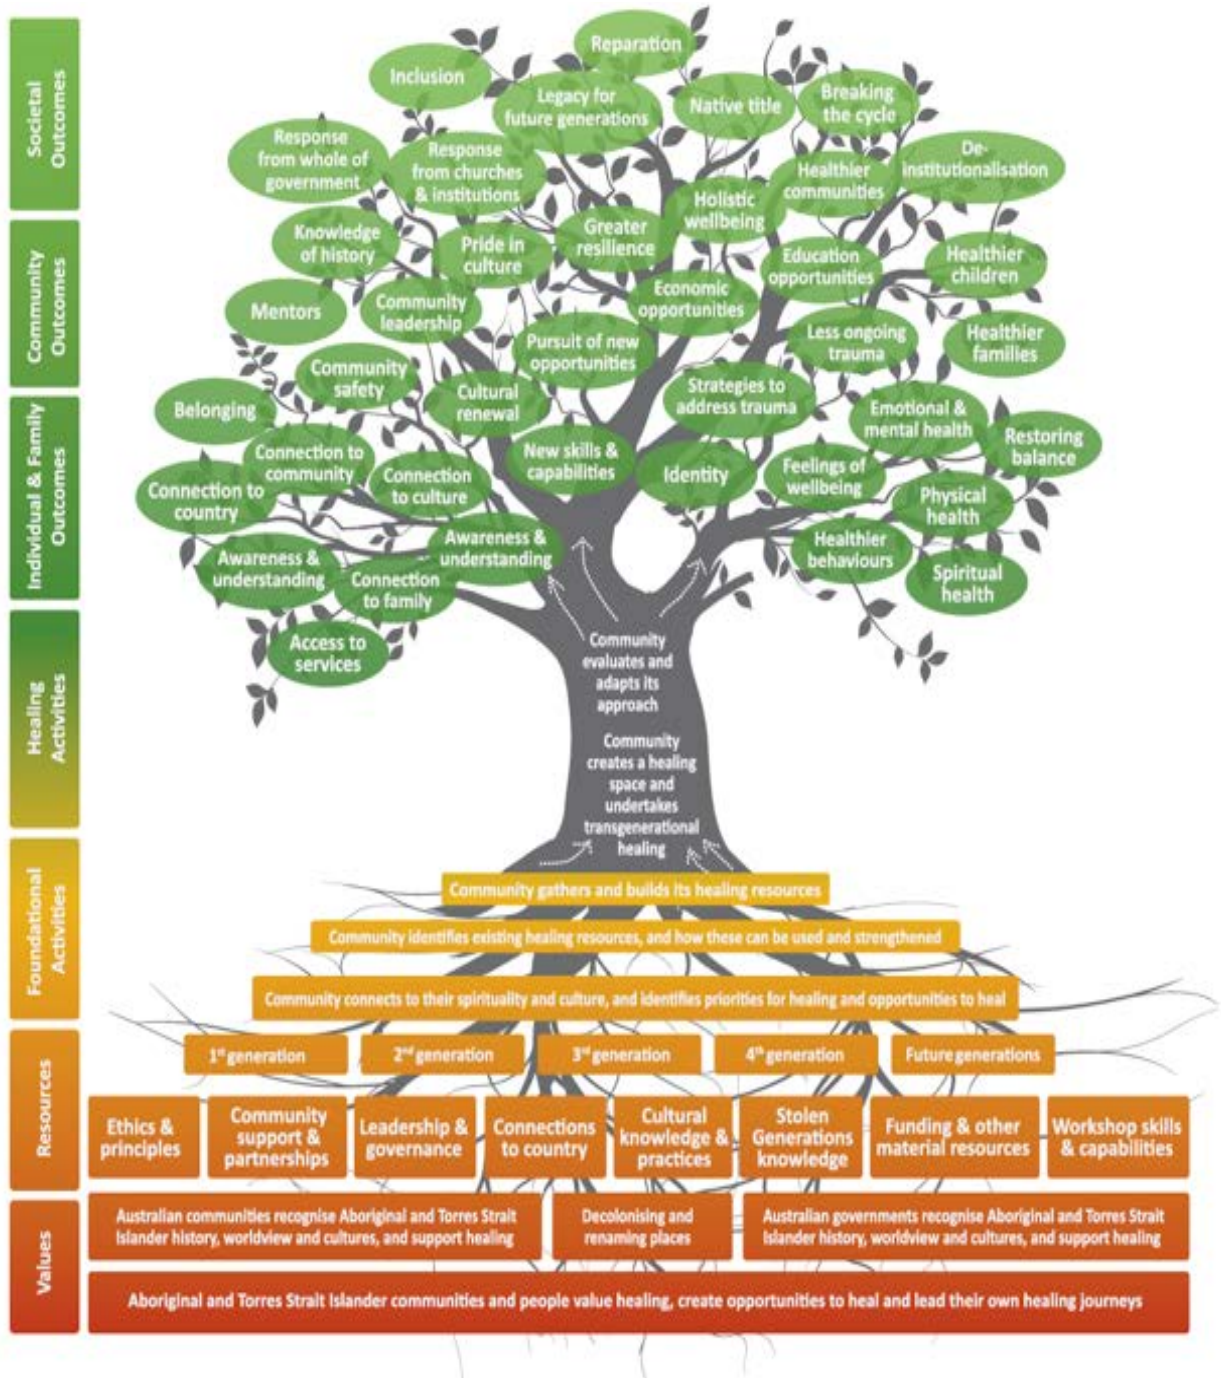 Societal
Outcomes
Community
Outcomes
Individual & Family
Outcomes
Healing
Activities
Foundational
Activities
Resources
Values
Reparation
Inclusion
Legacy for
future generations
Native title
Breaking
the cycle
Response
from whole of
government
Response
from churches
& institutions
Healthier
communities
De-
institutionalisation
Holistic
wellbeing
Knowledge
of history
Pride in
culture
Greater
resilience
Education
opportunities
Healthier
children
Mentors
Community
leadership
Economic
opportunities
Pursuit of new
opportunities
Less ongoing
trauma
Healthier
families
Community
safety
Cultural
renewal
Strategies to
address trauma
Belonging
Emotional &
mental health
Restoring
balance
Connection to
community
Connection
to culture
New skills &
capabilities
Identity
Feelings of
wellbeing
Connection to
country
Physical
health
Awareness &
understanding
Awareness &
understanding
Healthier
behaviours
Connection
to family
Spiritual
health
Access to
services
Community
evaluates and
adapts its
approach
Community
creates a healing
space and
undertakes
transgenerational
healing
Community gathers and builds its healing resources
Community identifies existing healing resources, and how these can be used and strengthened
Community connects to their spirituality and culture, and identifies priorities for healing and opportunities to heal
1st generation
2nd generation
3rd generation
4th generation
Future generations
Ethics &
principles
Community
support &
partnerships
Leadership &
governance
Connections
to country
Cultural
knowledge &
practices
Stolen
Generations
knowledge
Funding & other
material resources
Workshop skills
& capabilities
Australian communities recognise Aboriginal and Torres Strait
Islander history, worldview and cultures, and support healing
Decolonising and
renaming places
Australian governments recognise Aboriginal and Torres Strait
Islander history, worldview and cultures, and support healing
Aboriginal and Torres Strait Islander communities and people value healing, create opportunities to heal and lead their own healing journeys